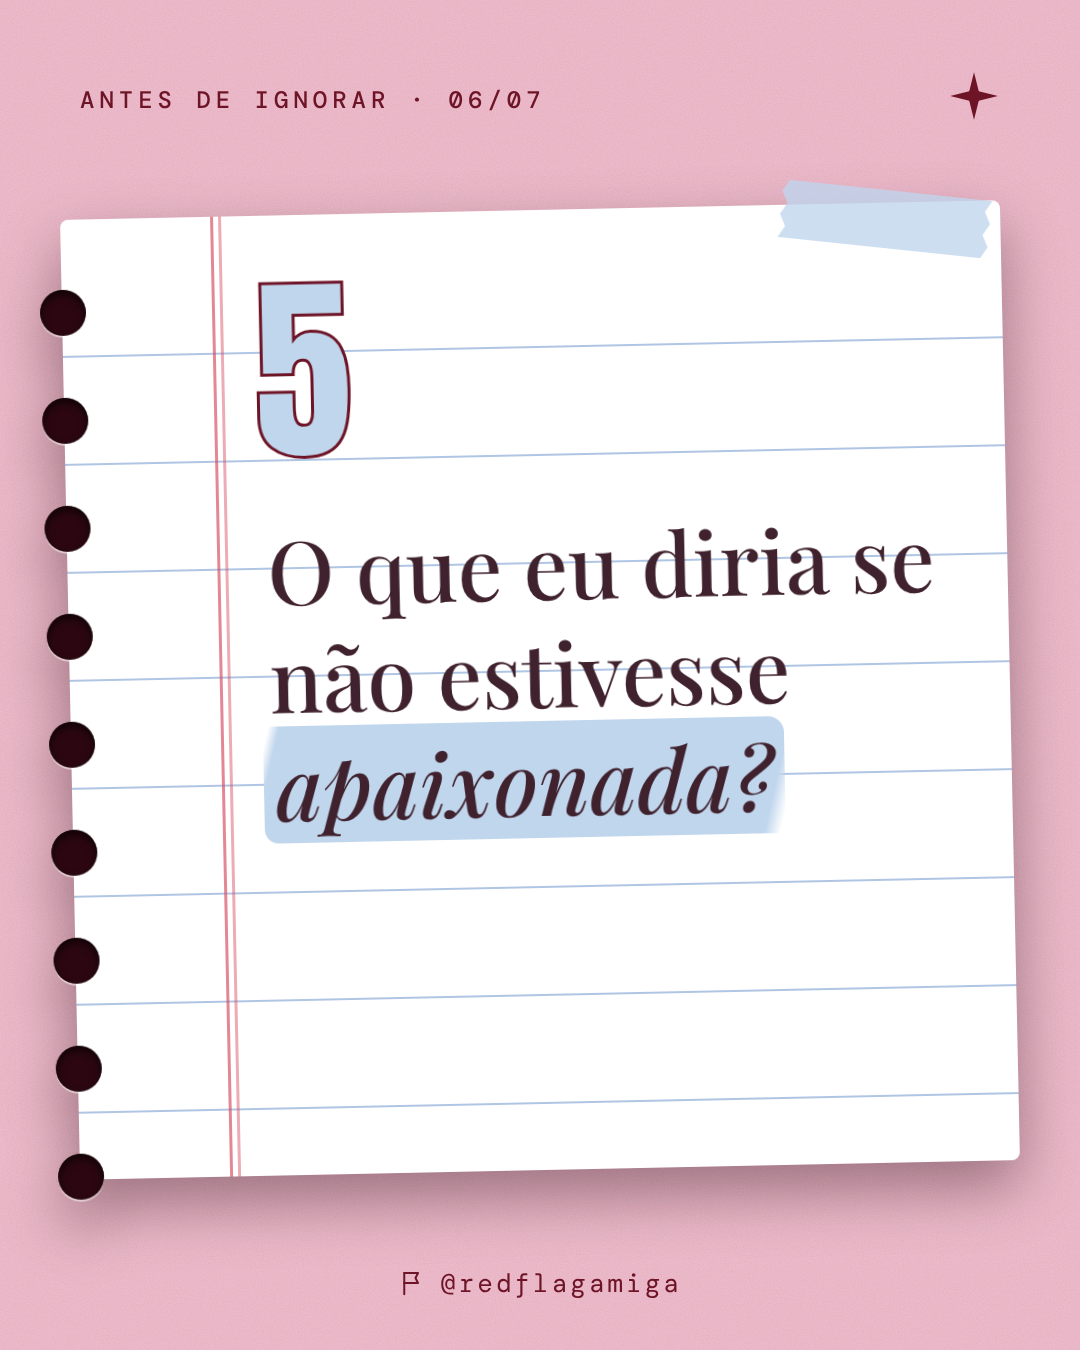 ANTES DE IGNORAR · 06/07
5
O que eu diria se
não estivesse
apaixonada?
@redflagamiga